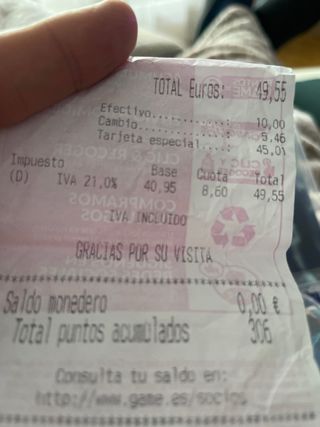 TOTAL Euros: 49,55
Efectivo............: 10,00
Cambio..............: 5,46
Tarjeta especial....: 45,01
Impuesto Base Cuota Total
(D) IVA 21,0% 40,95 8,60 49,55
IVA INCLUIDO
GRACIAS POR SU VISITA
Saldo monedero 0,00 €
Total puntos acumulados 306
Consulta tu saldo en:
http://www.game.es/socios